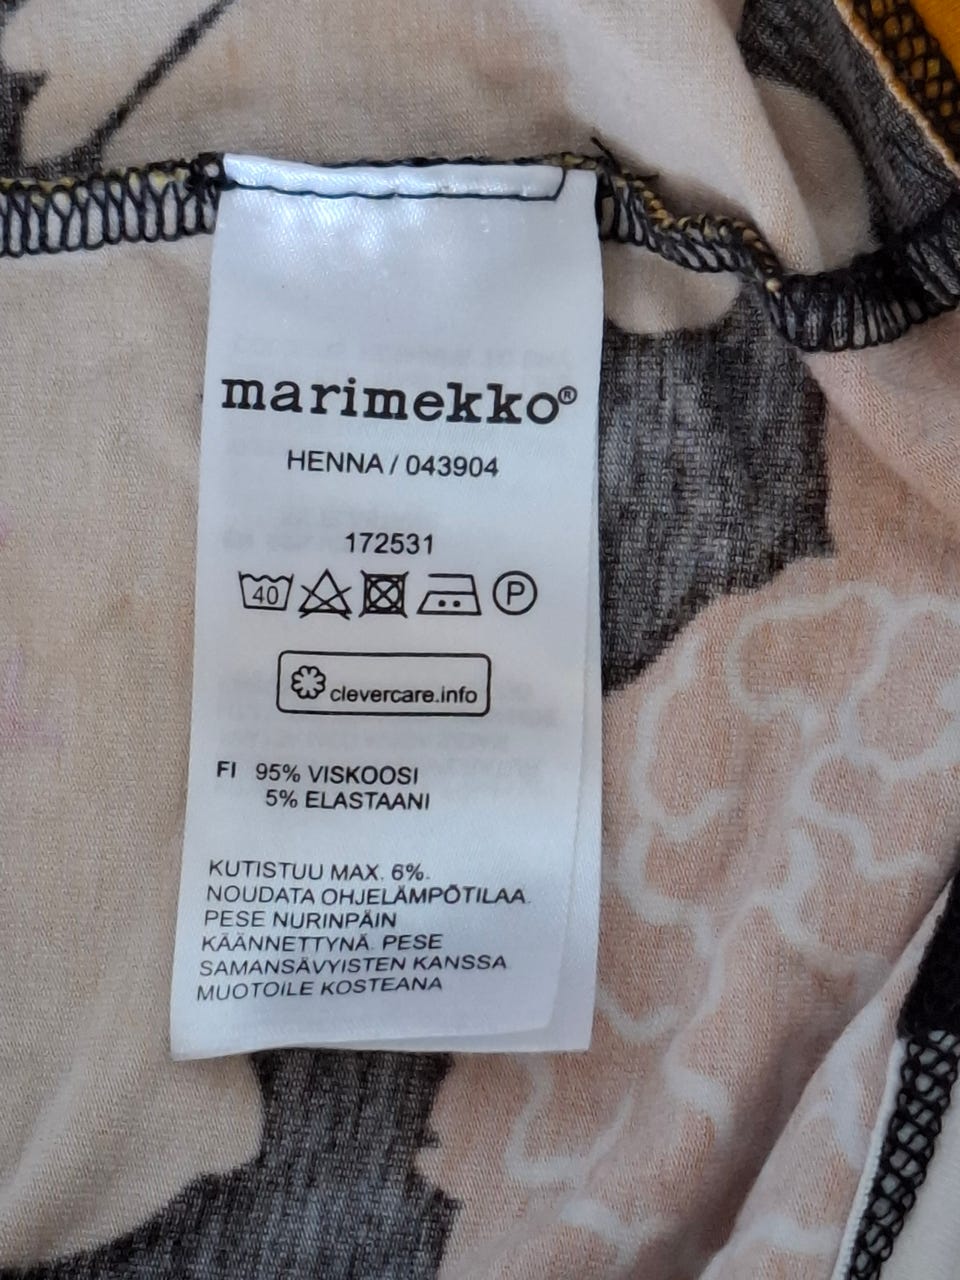 marimekko®
HENNA / 043904
172531
40 P
clevercare.info
FI 95% VISKOOSI
5% ELASTAANI
KUTISTUU MAX. 6%.
NOUDATA OHJELÄMPÖTILAA.
PESE NURINPÄIN
KÄÄNNETTYNÄ. PESE
SAMANSÄVYISTEN KANSSA
MUOTOILE KOSTEANA